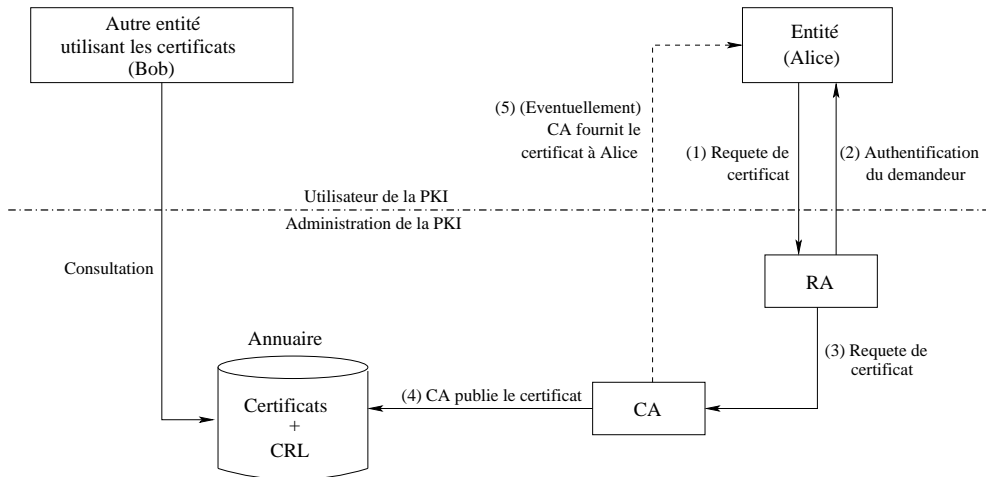 Autre entité
utilisant les certificats
(Bob)
Entité
(Alice)
(5) (Eventuellement)
CA fournit le
certificat à Alice
(1) Requete de
certificat
(2) Authentification
du demandeur
Utilisateur de la PKI
Administration de la PKI
Consultation
RA
Annuaire
(3) Requete de
certificat
(4) CA publie le certificat
CA
Certificats
+
CRL